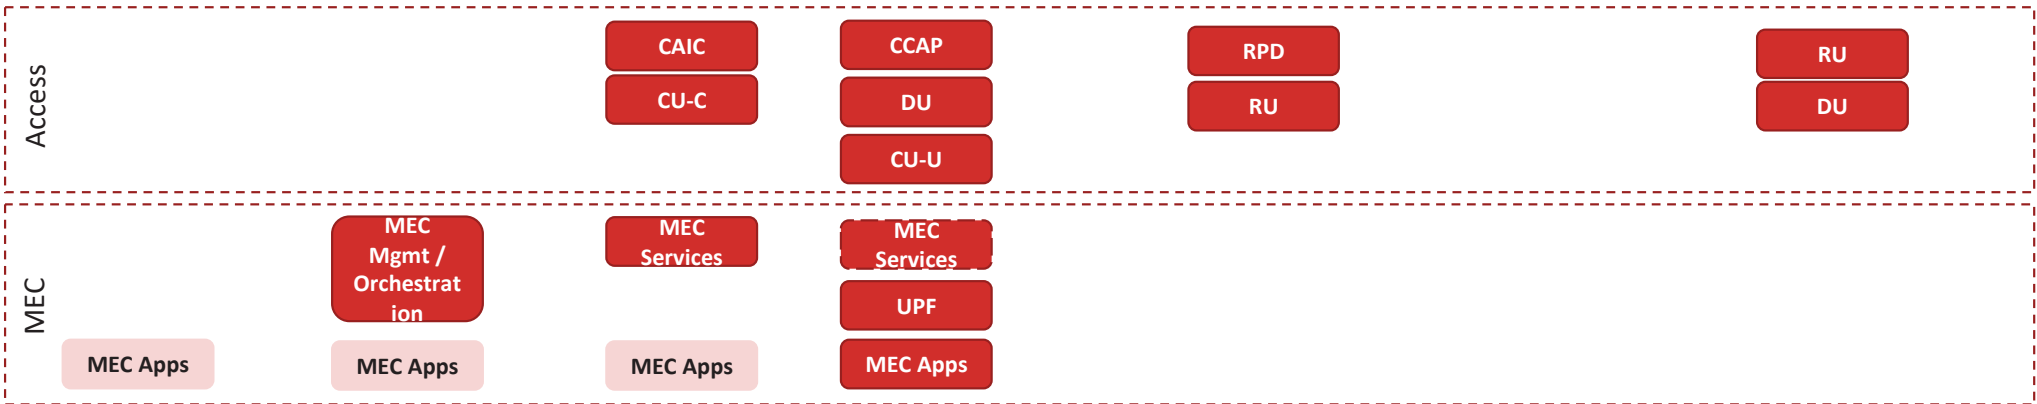 Access
CAIC
CU-C
CCAP
DU
CU-U
RPD
RU
RU
DU
MEC
MEC Apps
MEC
Mgmt /
Orchestrat
ion
MEC Apps
MEC
Services
MEC Apps
MEC
Services
UPF
MEC Apps